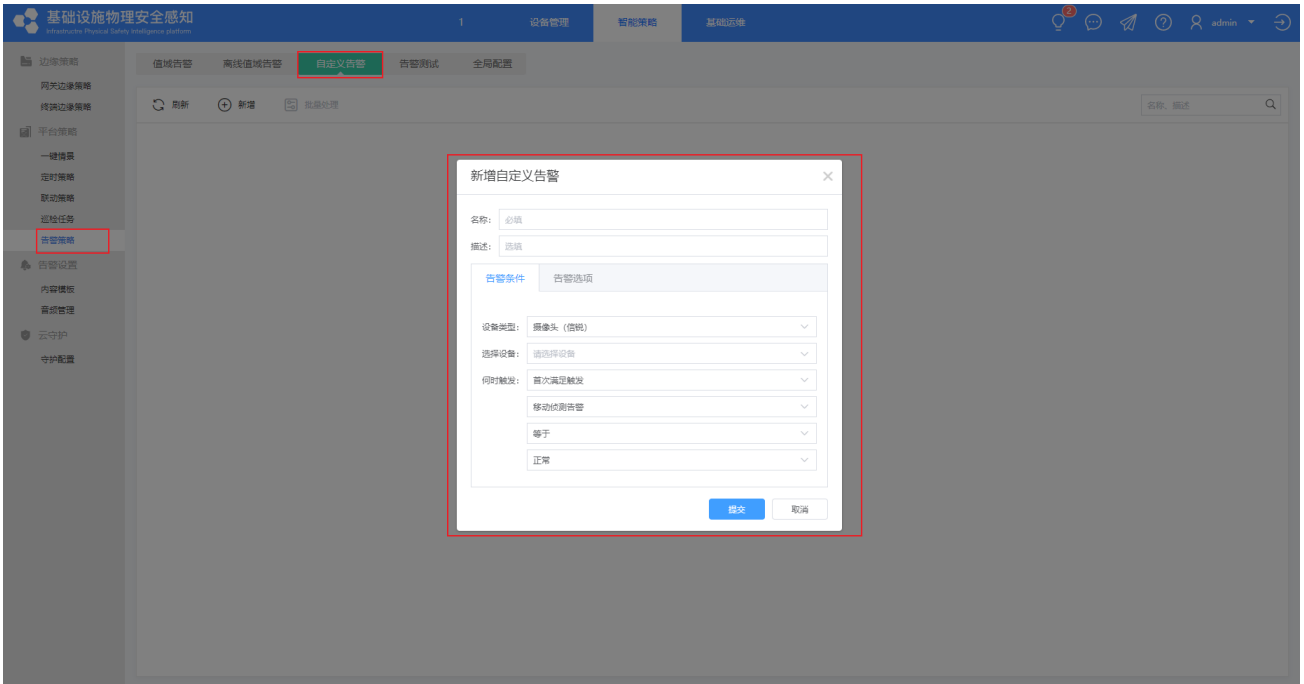 基础设施物理安全感知
Infrastructre Physical Safety Intelligence platform
1 设备管理 智能策略 基础运维
2
admin
边缘策略
网关边缘策略
终端边缘策略
平台策略
一键情景
定时策略
联动策略
巡检任务
告警策略
告警设置
内容模板
音频管理
云守护
守护配置
值域告警 离线值域告警 自定义告警 告警测试 全局配置
刷新 新增 批量处理
名称、描述
新增自定义告警
名称： 必填
描述： 选填
告警条件 告警选项
设备类型： 摄像头（信锐）
选择设备： 请选择设备
何时触发： 首次满足触发
移动侦测告警
等于
正常
提交 取消